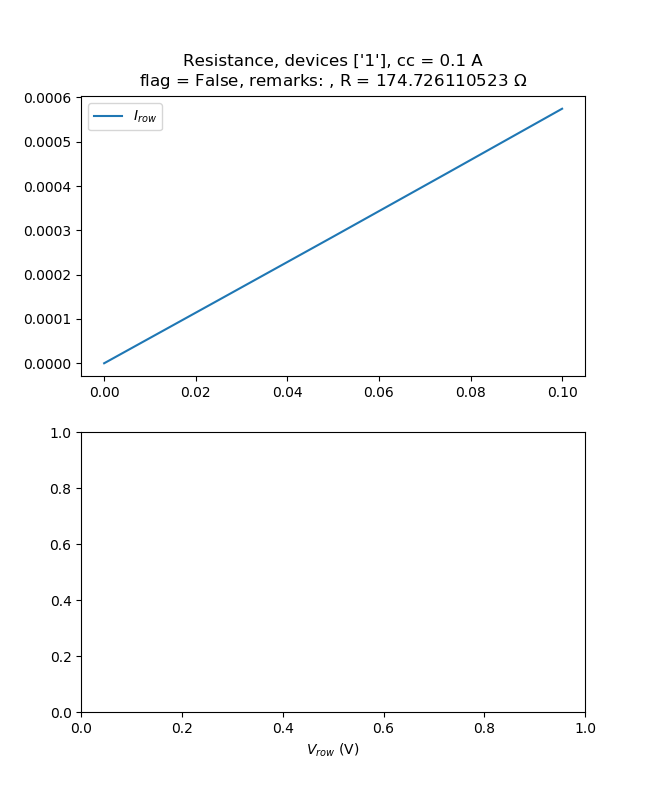 Resistance, devices ['1'], cc = 0.1 A
flag = False, remarks: , R = 174.726110523 Ω
0.0006
0.0005
0.0004
0.0003
0.0002
0.0001
0.0000
I_row
0.00 0.02 0.04 0.06 0.08 0.10
1.0
0.8
0.6
0.4
0.2
0.0
0.0 0.2 0.4 0.6 0.8 1.0
V_row (V)